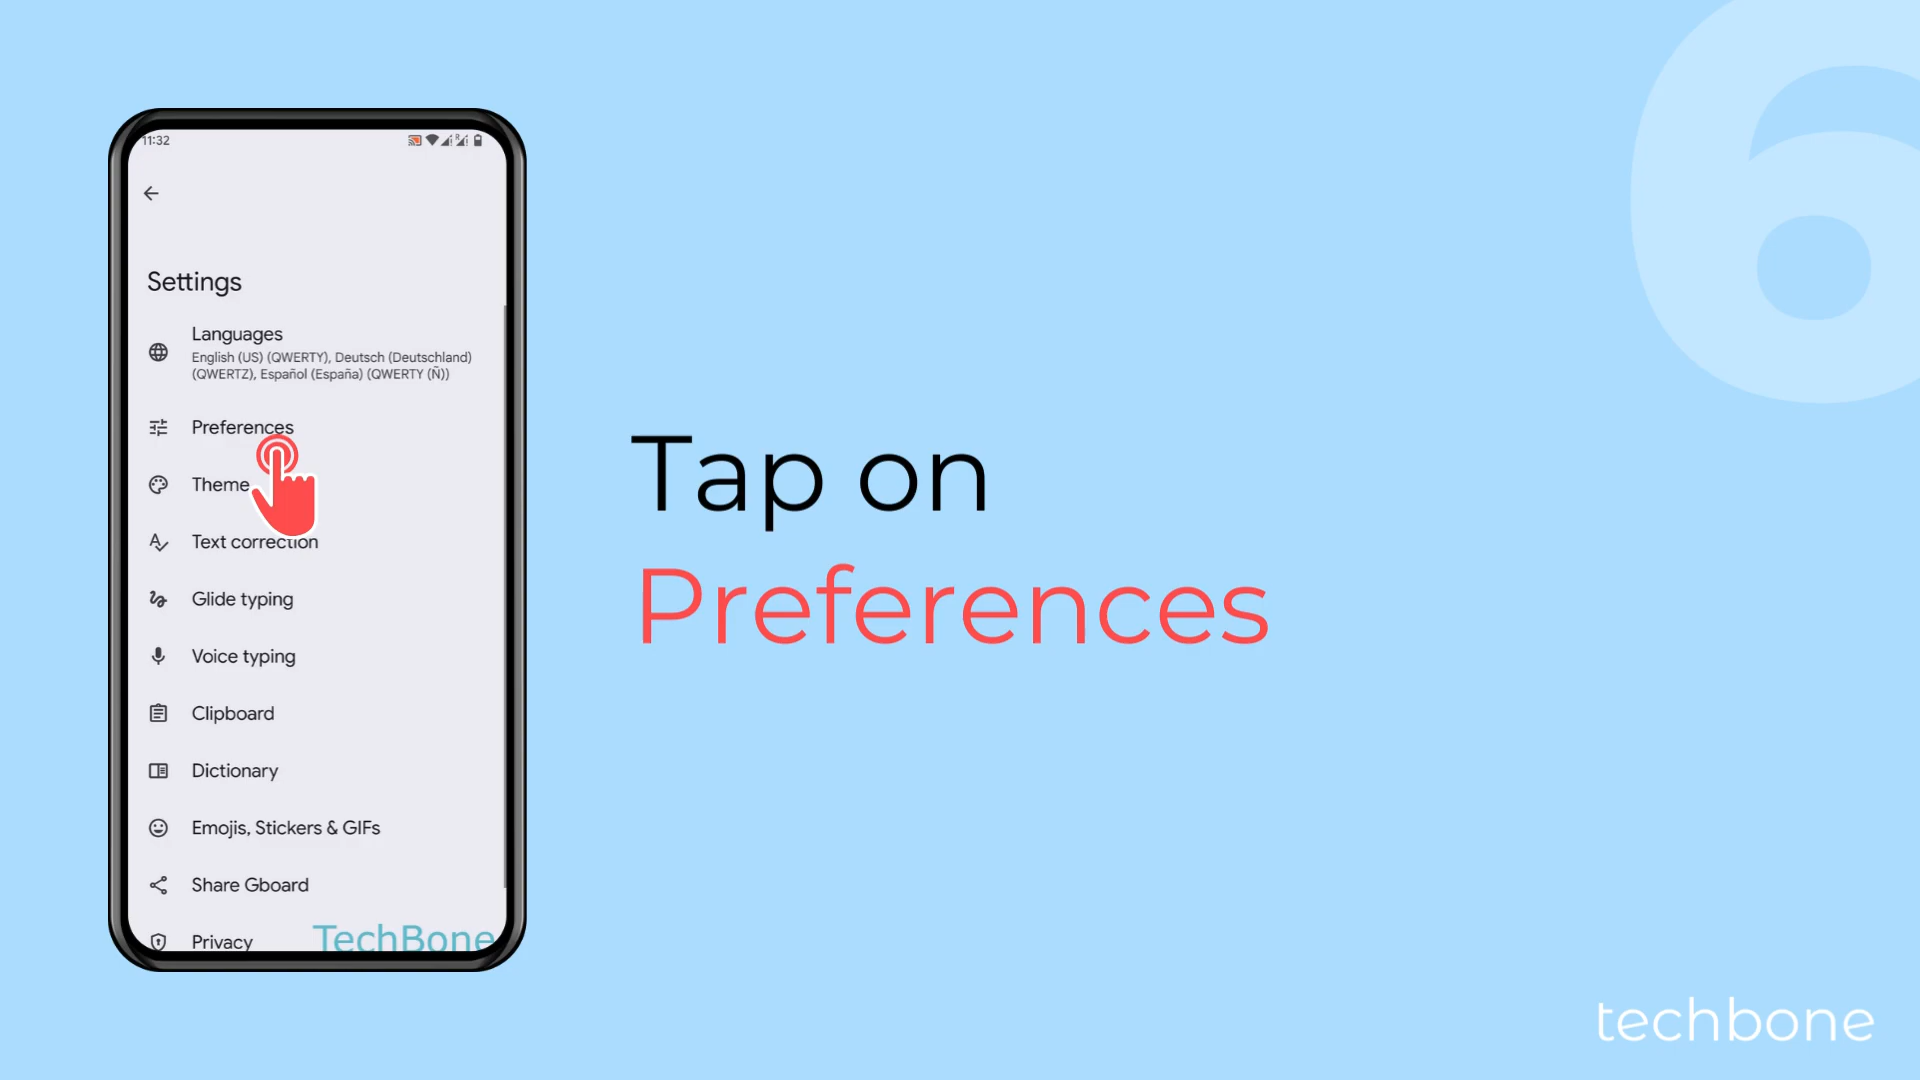 6
11:32
Settings
Languages
English (US) (QWERTY), Deutsch (Deutschland)
(QWERTZ), Español (España) (QWERTY (Ñ))
Preferences
Theme
Text correction
Glide typing
Voice typing
Clipboard
Dictionary
Emojis, Stickers & GIFs
Share Gboard
Privacy
TechBone
Tap on
Preferences
techbone